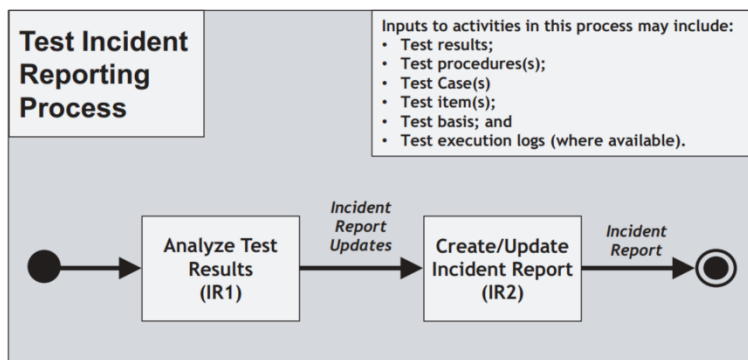 Test Incident
Reporting
Process
Inputs to activities in this process may include:
• Test results;
• Test procedures(s);
• Test Case(s)
• Test item(s);
• Test basis; and
• Test execution logs (where available).
Analyze Test
Results
(IR1)
Incident
Report
Updates
Create/Update
Incident Report
(IR2)
Incident
Report